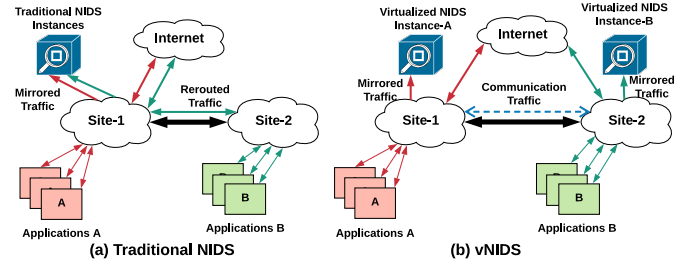 Traditional NIDS
Instances
Internet
Mirrored
Traffic
Rerouted
Traffic
Site-1
Site-2
A
B
B
Applications A
Applications B
(a) Traditional NIDS
Virtualized NIDS
Instance-A
Virtualized NIDS
Instance-B
Internet
Mirrored
Traffic
Communication
Traffic
Mirrored
Traffic
Site-1
Site-2
A
B
B
Applications A
Applications B
(b) vNIDS